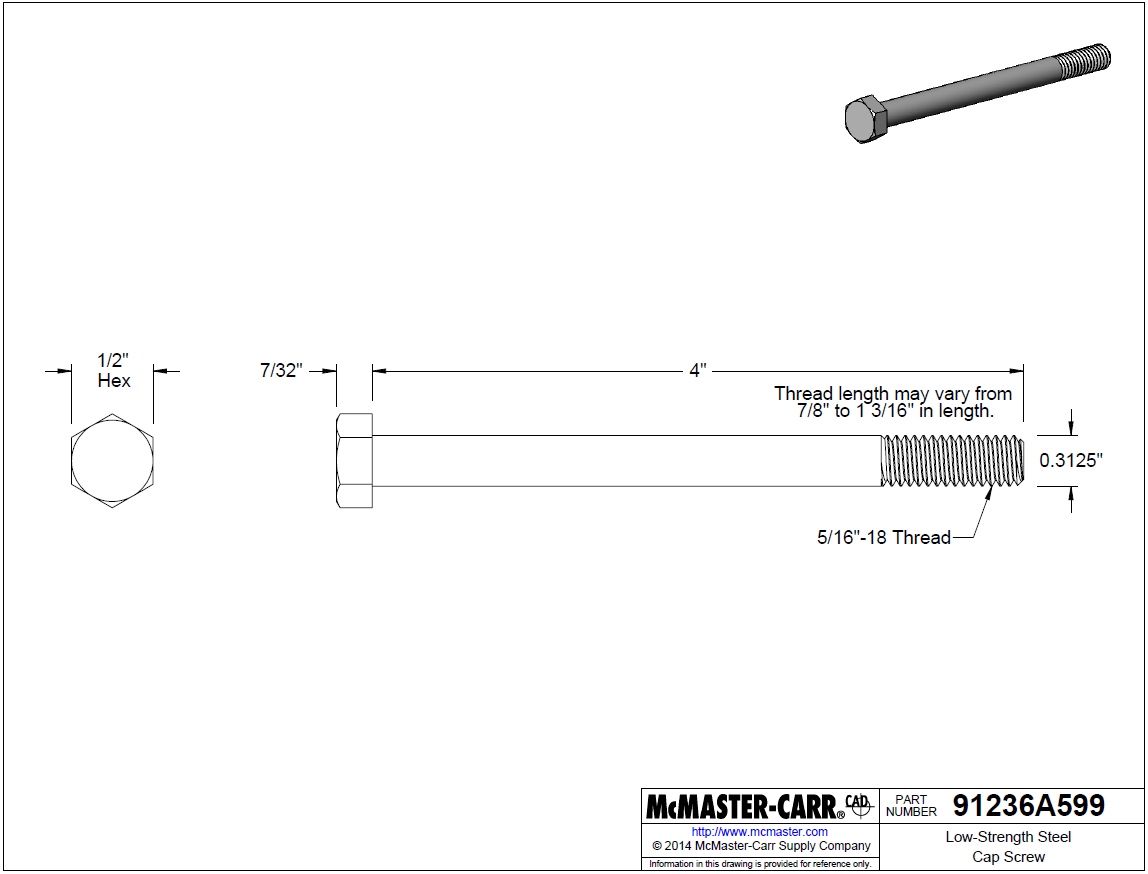 1/2"
Hex
7/32"
4"
Thread length may vary from
7/8" to 1 3/16" in length.
0.3125"
5/16"-18 Thread
McMASTER-CARR® CAD
http://www.mcmaster.com
© 2014 McMaster-Carr Supply Company
Information in this drawing is provided for reference only.
PART
NUMBER
91236A599
Low-Strength Steel
Cap Screw